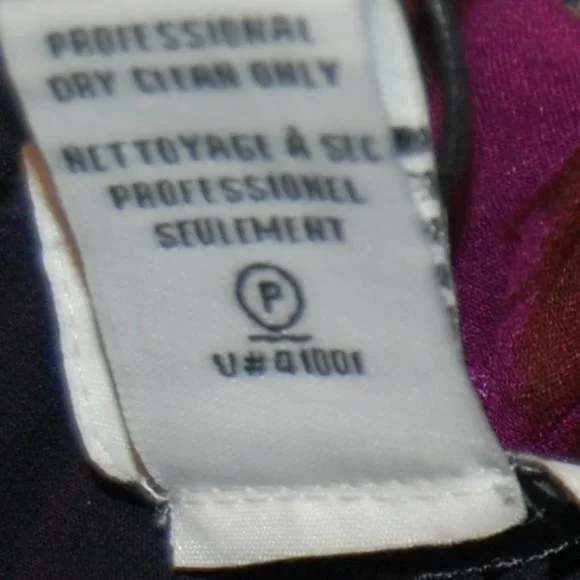 PROFESSIONAL
DRY CLEAN ONLY
NETTOYAGE À SEC
PROFESSIONEL
SEULEMENT
P
V#41001